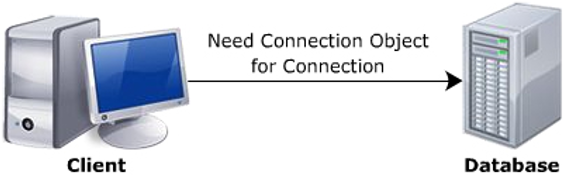 Need Connection Object
for Connection
Client
Database